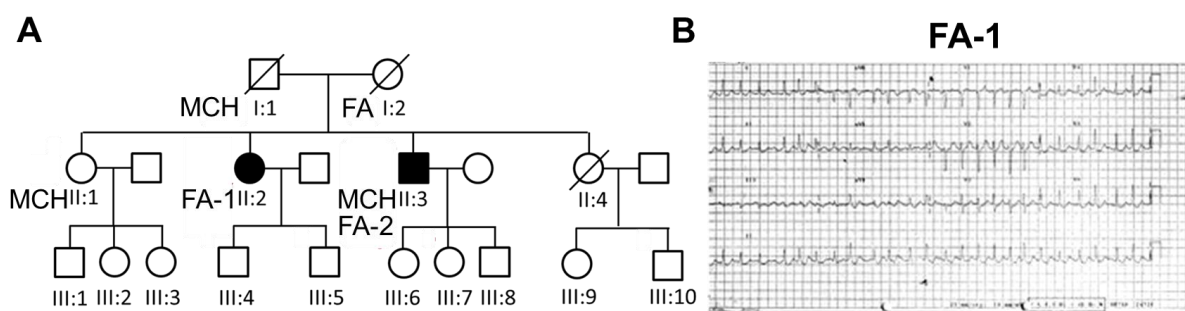 A
B
FA-1
MCH I:1
FA I:2
MCH II:1
FA-1 II:2
MCH II:3
FA-2
II:4
III:1 III:2 III:3 III:4 III:5 III:6 III:7 III:8 III:9 III:10